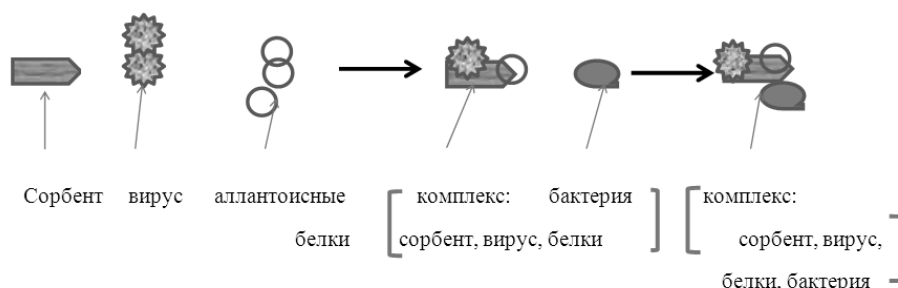 Сорбент вирус аллантоисные комплекс: бактерия комплекс:
белки сорбент, вирус, белки сорбент, вирус,
белки, бактерия